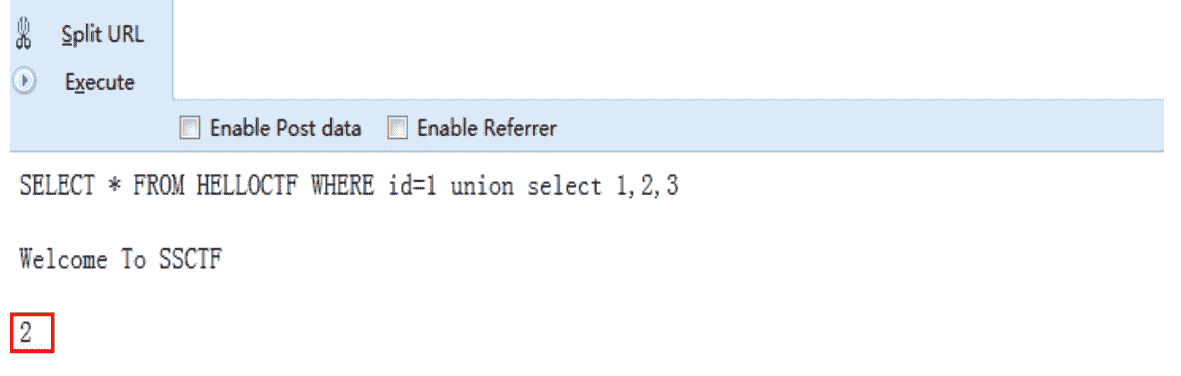 Split URL
Execute
Enable Post data Enable Referrer
SELECT * FROM HELLOCTF WHERE id=1 union select 1,2,3
Welcome To SSCTF
2